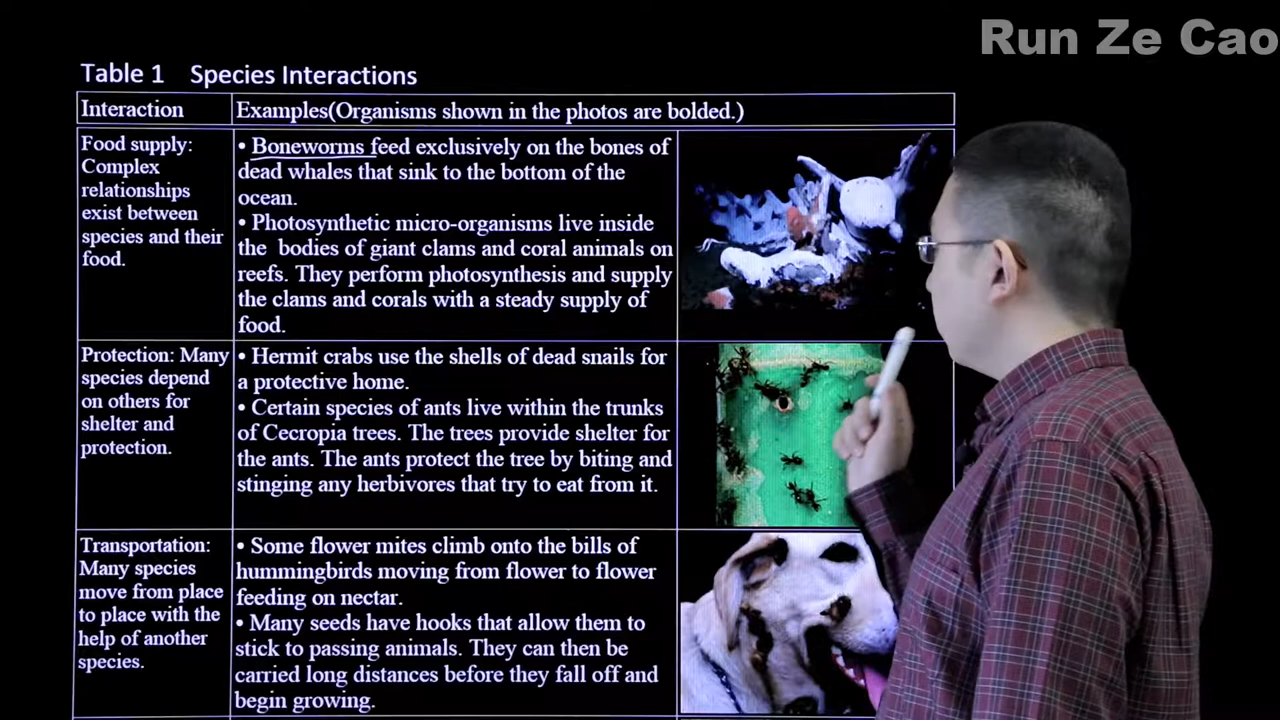 Run Ze Cao
Table 1 Species Interactions
Interaction
Examples(Organisms shown in the photos are bolded.)
Food supply:
Complex
relationships
exist between
species and their
food.
• Boneworms feed exclusively on the bones of
dead whales that sink to the bottom of the
ocean.
• Photosynthetic micro-organisms live inside
the bodies of giant clams and coral animals on
reefs. They perform photosynthesis and supply
the clams and corals with a steady supply of
food.
Protection: Many
species depend
on others for
shelter and
protection.
• Hermit crabs use the shells of dead snails for
a protective home.
• Certain species of ants live within the trunks
of Cecropia trees. The trees provide shelter for
the ants. The ants protect the tree by biting and
stinging any herbivores that try to eat from it.
Transportation:
Many species
move from place
to place with the
help of another
species.
• Some flower mites climb onto the bills of
hummingbirds moving from flower to flower
feeding on nectar.
• Many seeds have hooks that allow them to
stick to passing animals. They can then be
carried long distances before they fall off and
begin growing.